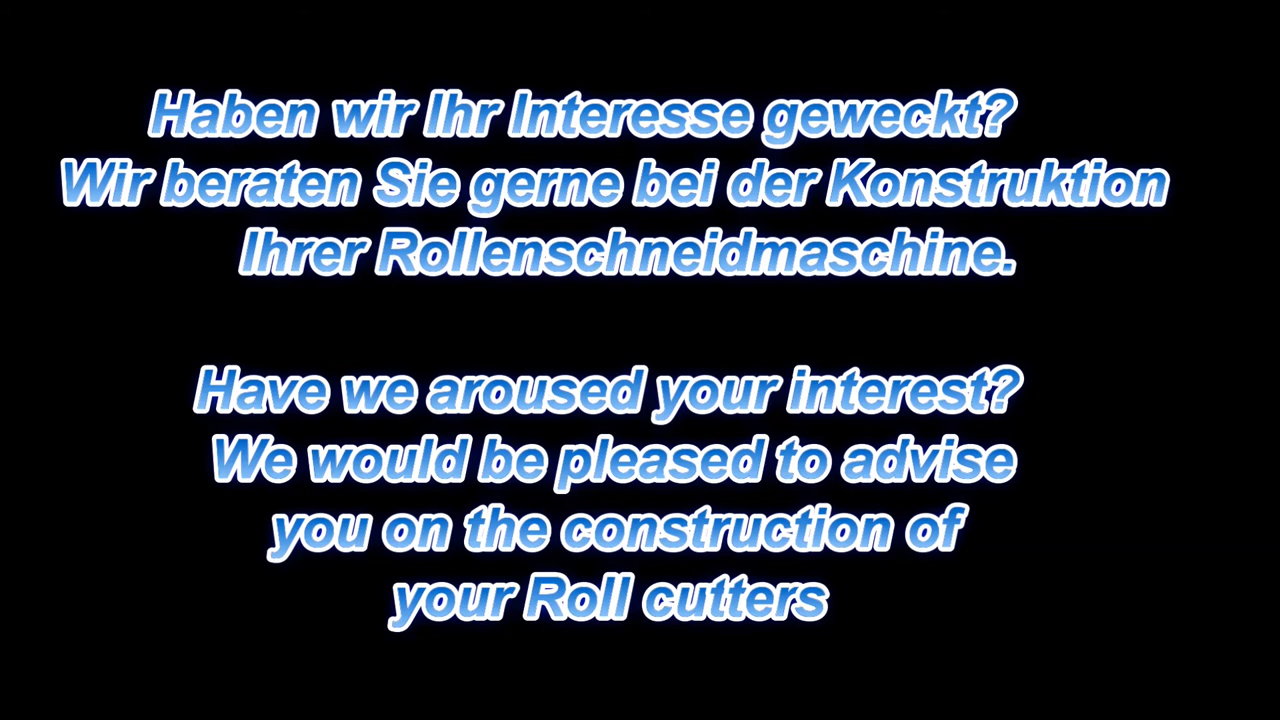 Haben wir Ihr Interesse geweckt?
Wir beraten Sie gerne bei der Konstruktion
Ihrer Rollenschneidmaschine.
Have we aroused your interest?
We would be pleased to advise
you on the construction of
your Roll cutters